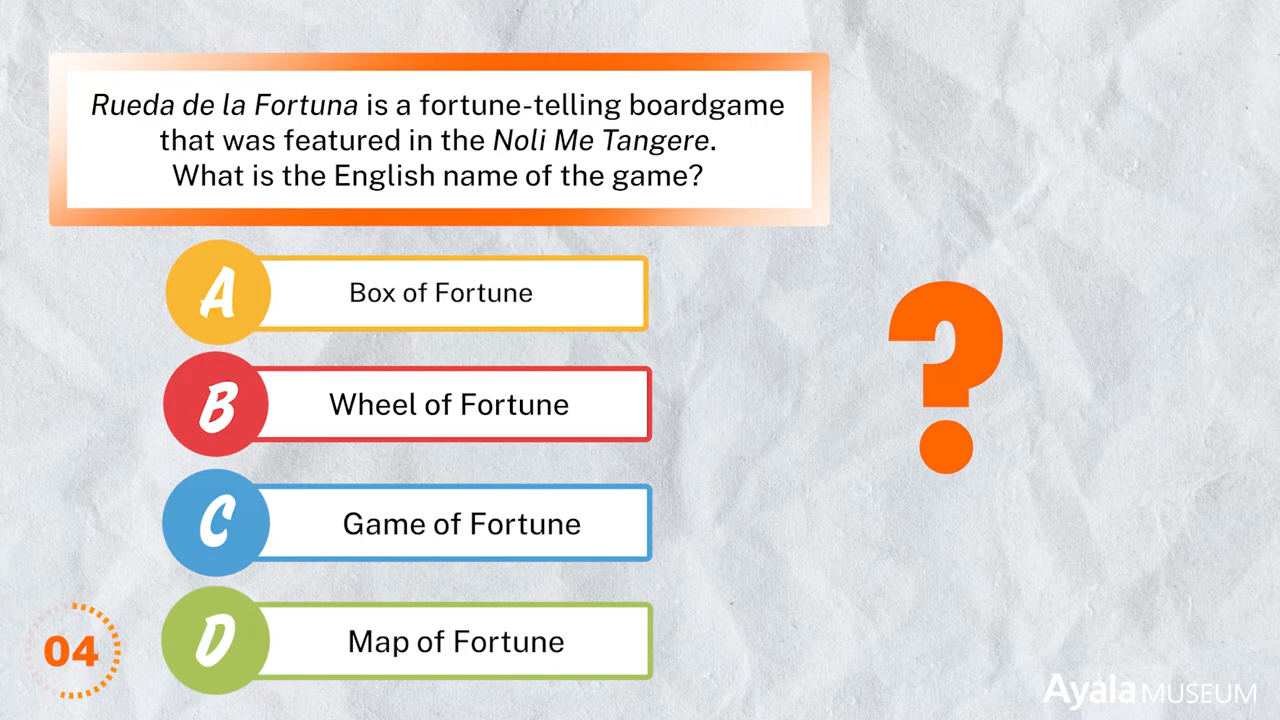 Rueda de la Fortuna is a fortune-telling boardgame
that was featured in the Noli Me Tangere.
What is the English name of the game?
A
Box of Fortune
B
Wheel of Fortune
C
Game of Fortune
D
Map of Fortune
?
04
Ayala MUSEUM